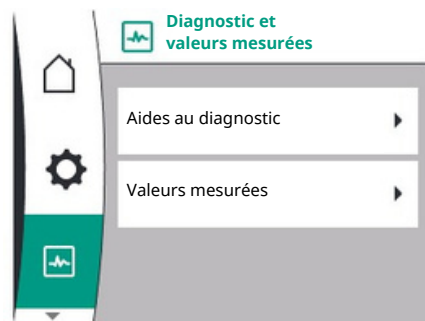 Diagnostic et
valeurs mesurées
Aides au diagnostic
Valeurs mesurées